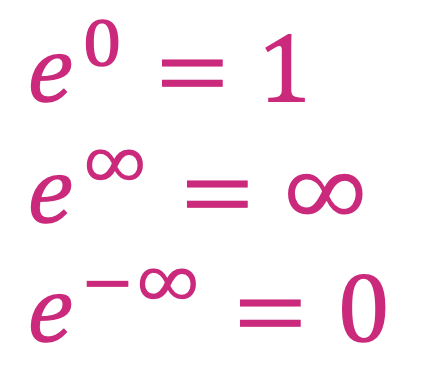 e⁰ = 1
e^∞ = ∞
e^−∞ = 0